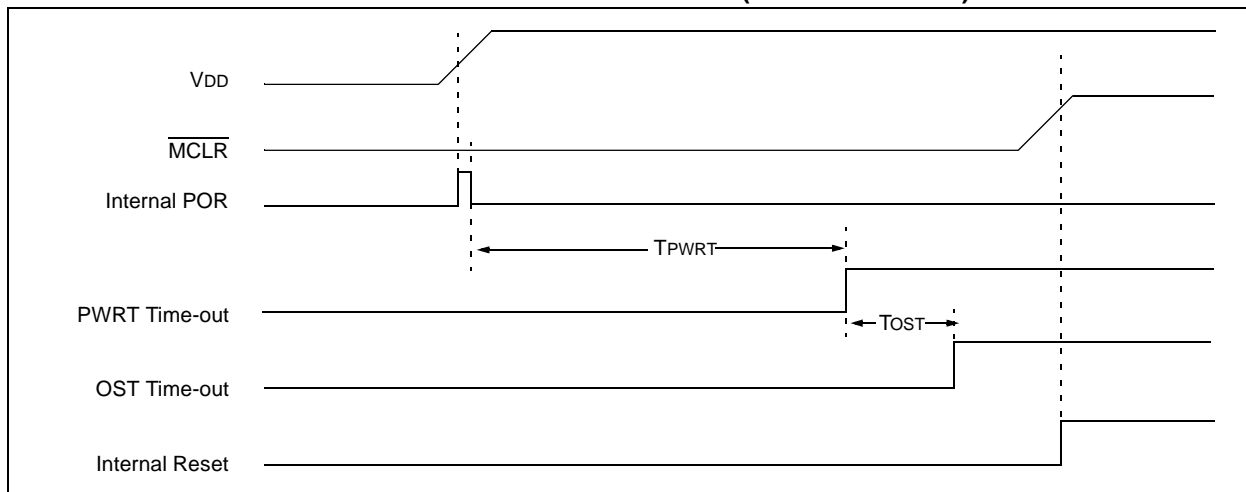 VDD
MCLR
Internal POR
TPWRT
PWRT Time-out
TOST
OST Time-out
Internal Reset